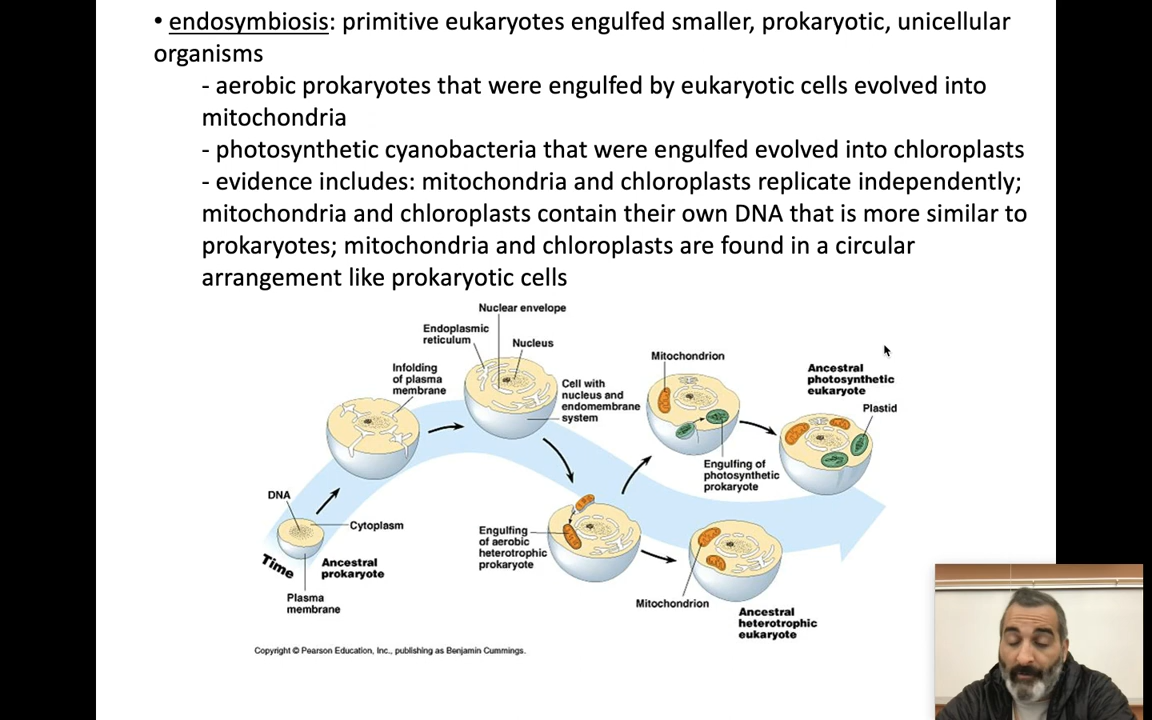 • endosymbiosis: primitive eukaryotes engulfed smaller, prokaryotic, unicellular
organisms
- aerobic prokaryotes that were engulfed by eukaryotic cells evolved into
mitochondria
- photosynthetic cyanobacteria that were engulfed evolved into chloroplasts
- evidence includes: mitochondria and chloroplasts replicate independently;
mitochondria and chloroplasts contain their own DNA that is more similar to
prokaryotes; mitochondria and chloroplasts are found in a circular
arrangement like prokaryotic cells
Nuclear envelope
Endoplasmic
reticulum
Nucleus
Infolding
of plasma
membrane
Cell with
nucleus and
endomembrane
system
Mitochondrion
Ancestral
photosynthetic
eukaryote
Plastid
Engulfing of
photosynthetic
prokaryote
DNA
Cytoplasm
Time
Ancestral
prokaryote
Plasma
membrane
Engulfing
of aerobic
heterotrophic
prokaryote
Mitochondrion
Ancestral
heterotrophic
eukaryote
Copyright © Pearson Education, Inc., publishing as Benjamin Cummings.